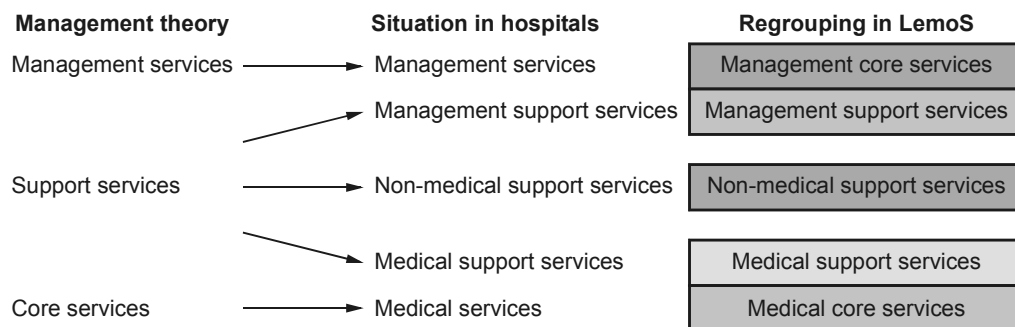 Management theory Situation in hospitals Regrouping in LemoS
Management services Management services Management core services
Management support services Management support services
Support services Non-medical support services Non-medical support services
Medical support services Medical support services
Core services Medical services Medical core services